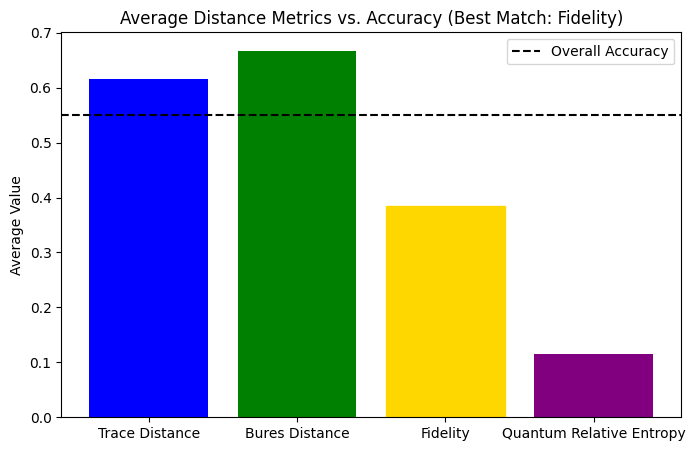 Average Distance Metrics vs. Accuracy (Best Match: Fidelity)
Overall Accuracy
Average Value
0.7
0.6
0.5
0.4
0.3
0.2
0.1
0.0
Trace Distance
Bures Distance
Fidelity
Quantum Relative Entropy